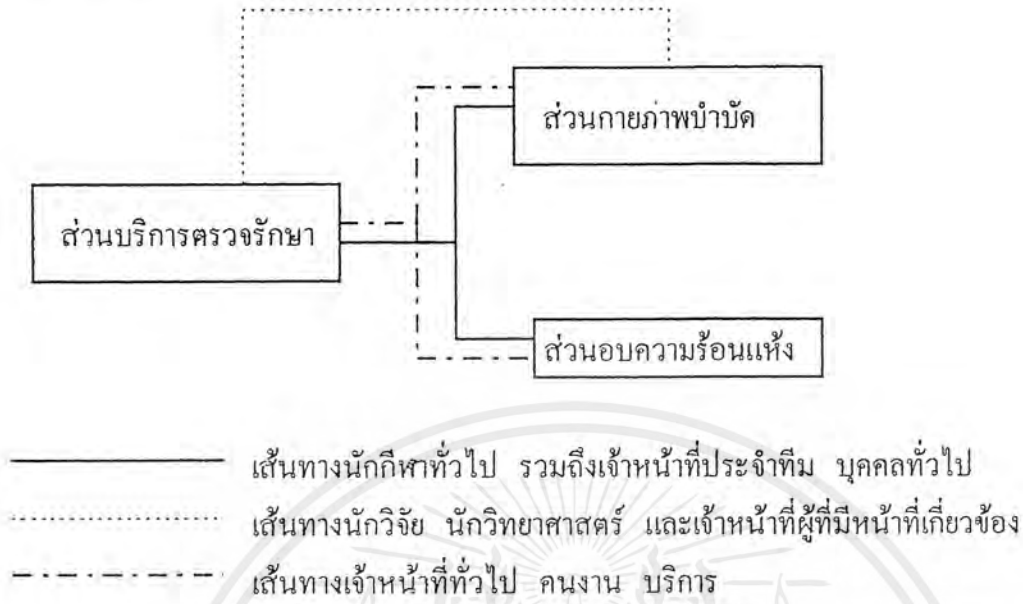 ส่วนกายภาพบำบัด
ส่วนบริการตรวจรักษา
ส่วนอบความร้อนแห้ง
เส้นทางนักกีฬาทั่วไป รวมถึงเจ้าหน้าที่ประจำทีม บุคคลทั่วไป
เส้นทางนักวิจัย นักวิทยาศาสตร์ และเจ้าหน้าที่ผู้ที่มีหน้าที่เกี่ยวข้อง
เส้นทางเจ้าหน้าที่ทั่วไป คนงาน บริการ